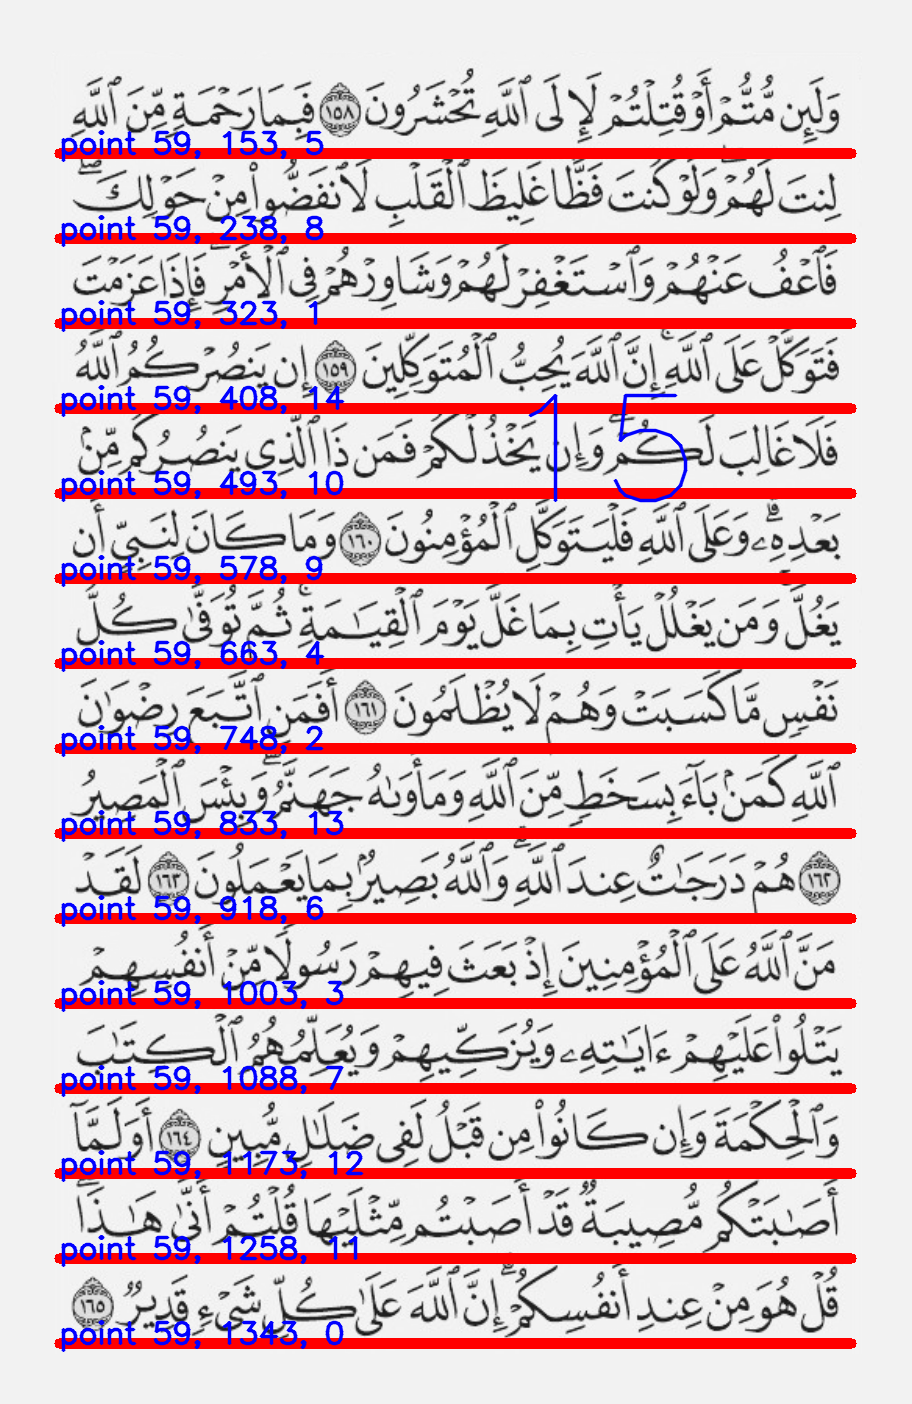 وَلَئِن مُّتُّمْ أَوْ قُتِلْتُمْ لَإِلَى ٱللَّهِ تُحْشَرُونَ ١٥٨ فَبِمَا رَحْمَةٍ مِّنَ ٱللَّهِ
point 59, 153, 5
لِنتَ لَهُمْ ۖ وَلَوْ كُنتَ فَظًّا غَلِيظَ ٱلْقَلْبِ لَٱنفَضُّوا۟ مِنْ حَوْلِكَ ۖ
point 59, 238, 8
فَٱعْفُ عَنْهُمْ وَٱسْتَغْفِرْ لَهُمْ وَشَاوِرْهُمْ فِى ٱلْأَمْرِ ۖ فَإِذَا عَزَمْتَ
point 59, 323, 1
فَتَوَكَّلْ عَلَى ٱللَّهِ ۚ إِنَّ ٱللَّهَ يُحِبُّ ٱلْمُتَوَكِّلِينَ ١٥٩ إِن يَنصُرْكُمُ ٱللَّهُ
point 59, 408, 14
فَلَا غَالِبَ لَكُمْ ۖ وَإِن يَخْذُلْكُمْ فَمَن ذَا ٱلَّذِى يَنصُرُكُم مِّنۢ
15
point 59, 493, 10
بَعْدِهِۦ ۗ وَعَلَى ٱللَّهِ فَلْيَتَوَكَّلِ ٱلْمُؤْمِنُونَ ١٦٠ وَمَا كَانَ لِنَبِىٍّ أَن
point 59, 578, 9
يَغُلَّ ۚ وَمَن يَغْلُلْ يَأْتِ بِمَا غَلَّ يَوْمَ ٱلْقِيَـٰمَةِ ۚ ثُمَّ تُوَفَّىٰ كُلُّ
point 59, 663, 4
نَفْسٍ مَّا كَسَبَتْ وَهُمْ لَا يُظْلَمُونَ ١٦١ أَفَمَنِ ٱتَّبَعَ رِضْوَٰنَ
point 59, 748, 2
ٱللَّهِ كَمَنۢ بَآءَ بِسَخَطٍ مِّنَ ٱللَّهِ وَمَأْوَىٰهُ جَهَنَّمُ ۚ وَبِئْسَ ٱلْمَصِيرُ
point 59, 833, 13
١٦٢ هُمْ دَرَجَـٰتٌ عِندَ ٱللَّهِ ۗ وَٱللَّهُ بَصِيرٌۢ بِمَا يَعْمَلُونَ ١٦٣ لَقَدْ
point 59, 918, 6
مَنَّ ٱللَّهُ عَلَى ٱلْمُؤْمِنِينَ إِذْ بَعَثَ فِيهِمْ رَسُولًا مِّنْ أَنفُسِهِمْ
point 59, 1003, 3
يَتْلُوا۟ عَلَيْهِمْ ءَايَـٰتِهِۦ وَيُزَكِّيهِمْ وَيُعَلِّمُهُمُ ٱلْكِتَـٰبَ
point 59, 1088, 7
وَٱلْحِكْمَةَ وَإِن كَانُوا۟ مِن قَبْلُ لَفِى ضَلَـٰلٍ مُّبِينٍ ١٦٤ أَوَلَمَّآ
point 59, 1173, 12
أَصَـٰبَتْكُم مُّصِيبَةٌ قَدْ أَصَبْتُم مِّثْلَيْهَا قُلْتُمْ أَنَّىٰ هَـٰذَا ۖ
point 59, 1258, 11
قُلْ هُوَ مِنْ عِندِ أَنفُسِكُمْ ۗ إِنَّ ٱللَّهَ عَلَىٰ كُلِّ شَىْءٍ قَدِيرٌ ١٦٥
point 59, 1343, 0